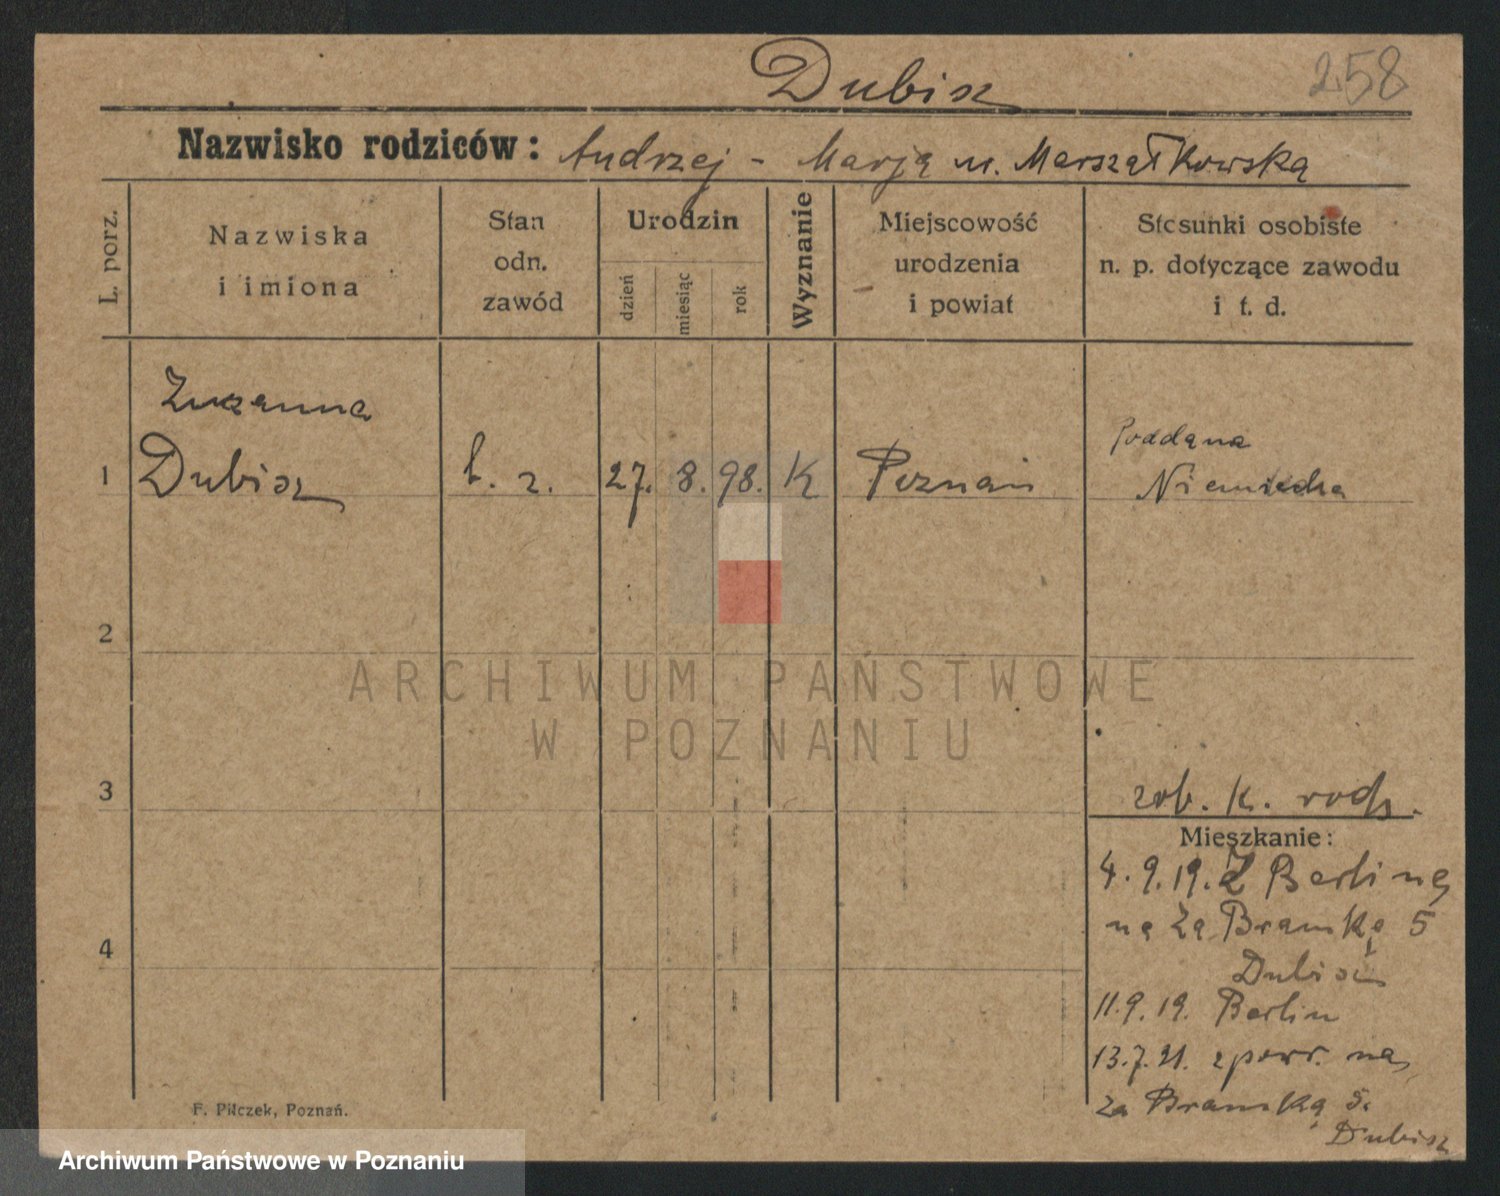 Dubisz
258
Nazwisko rodziców: Andrzej - Marja u. Marszałkowska
L. porz.
Nazwiska
i imiona
Stan
odn.
zawód
Urodzin
dzień
miesiąc
rok
Wyznanie
Miejscowość
urodzenia
i powiat
Stosunki osobiste
n. p. dotyczące zawodu
i t. d.
Zuzanna
1 Dubisz b. z. 27. 8. 98. K Poznań
Poddana
Niemiecka
2
ARCHIWUM PAŃSTWOWE
W POZNANIU
3
rob. k. rodz.
Mieszkanie:
4. 9. 19. Z Berlina
na Za Bramką 5
Dubisz
4
11. 9. 19. Berlin
13. 7. 21. z powr. na
za Bramką 5.
Dubisz
F. Pilczek, Poznań.
Archiwum Państwowe w Poznaniu